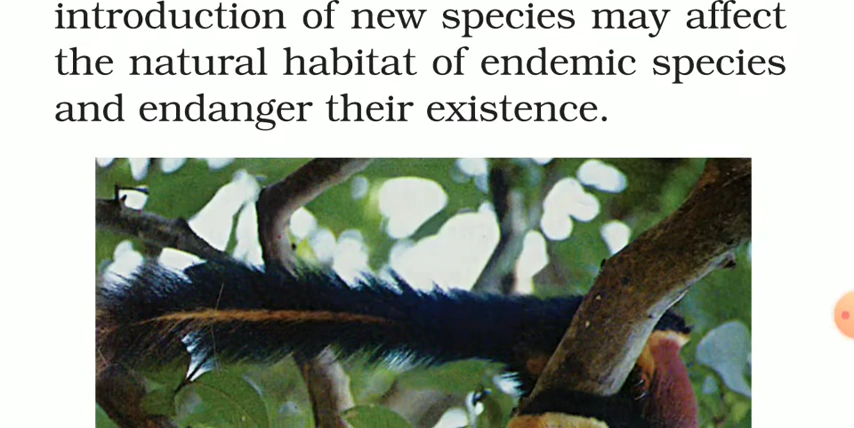 introduction of new species may affect
the natural habitat of endemic species
and endanger their existence.